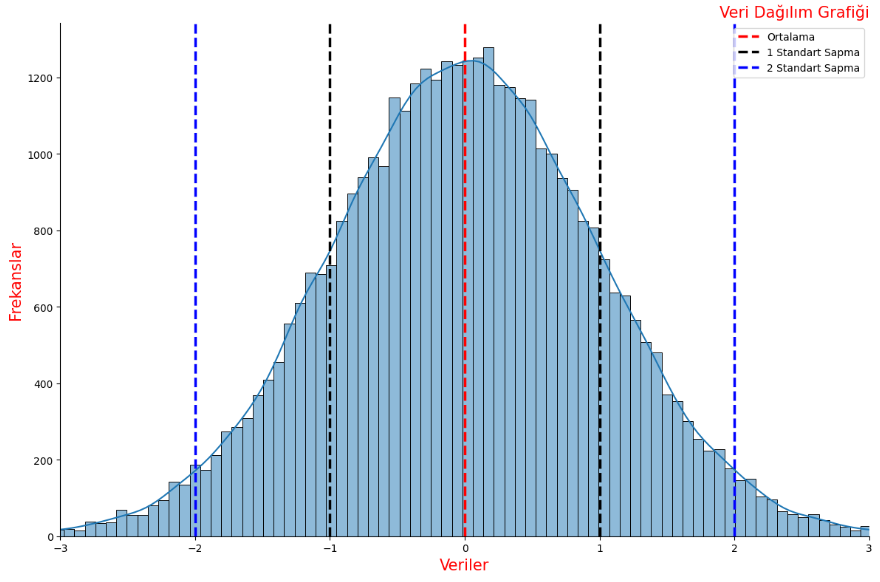 Veri Dağılım Grafiği
Ortalama
1 Standart Sapma
2 Standart Sapma
Frekanslar
1200
1000
800
600
400
200
0
−3 −2 −1 0 1 2 3
Veriler